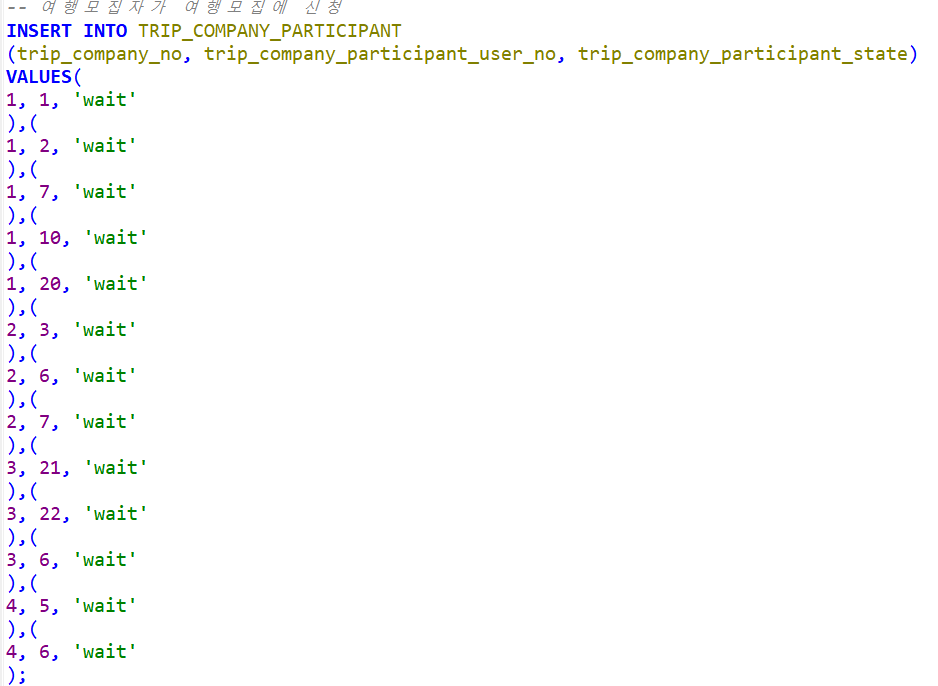 -- 여행모집자가 여행모집에 신청
INSERT INTO TRIP_COMPANY_PARTICIPANT
(trip_company_no, trip_company_participant_user_no, trip_company_participant_state)
VALUES(
1, 1, 'wait'
),(
1, 2, 'wait'
),(
1, 7, 'wait'
),(
1, 10, 'wait'
),(
1, 20, 'wait'
),(
2, 3, 'wait'
),(
2, 6, 'wait'
),(
2, 7, 'wait'
),(
3, 21, 'wait'
),(
3, 22, 'wait'
),(
3, 6, 'wait'
),(
4, 5, 'wait'
),(
4, 6, 'wait'
);